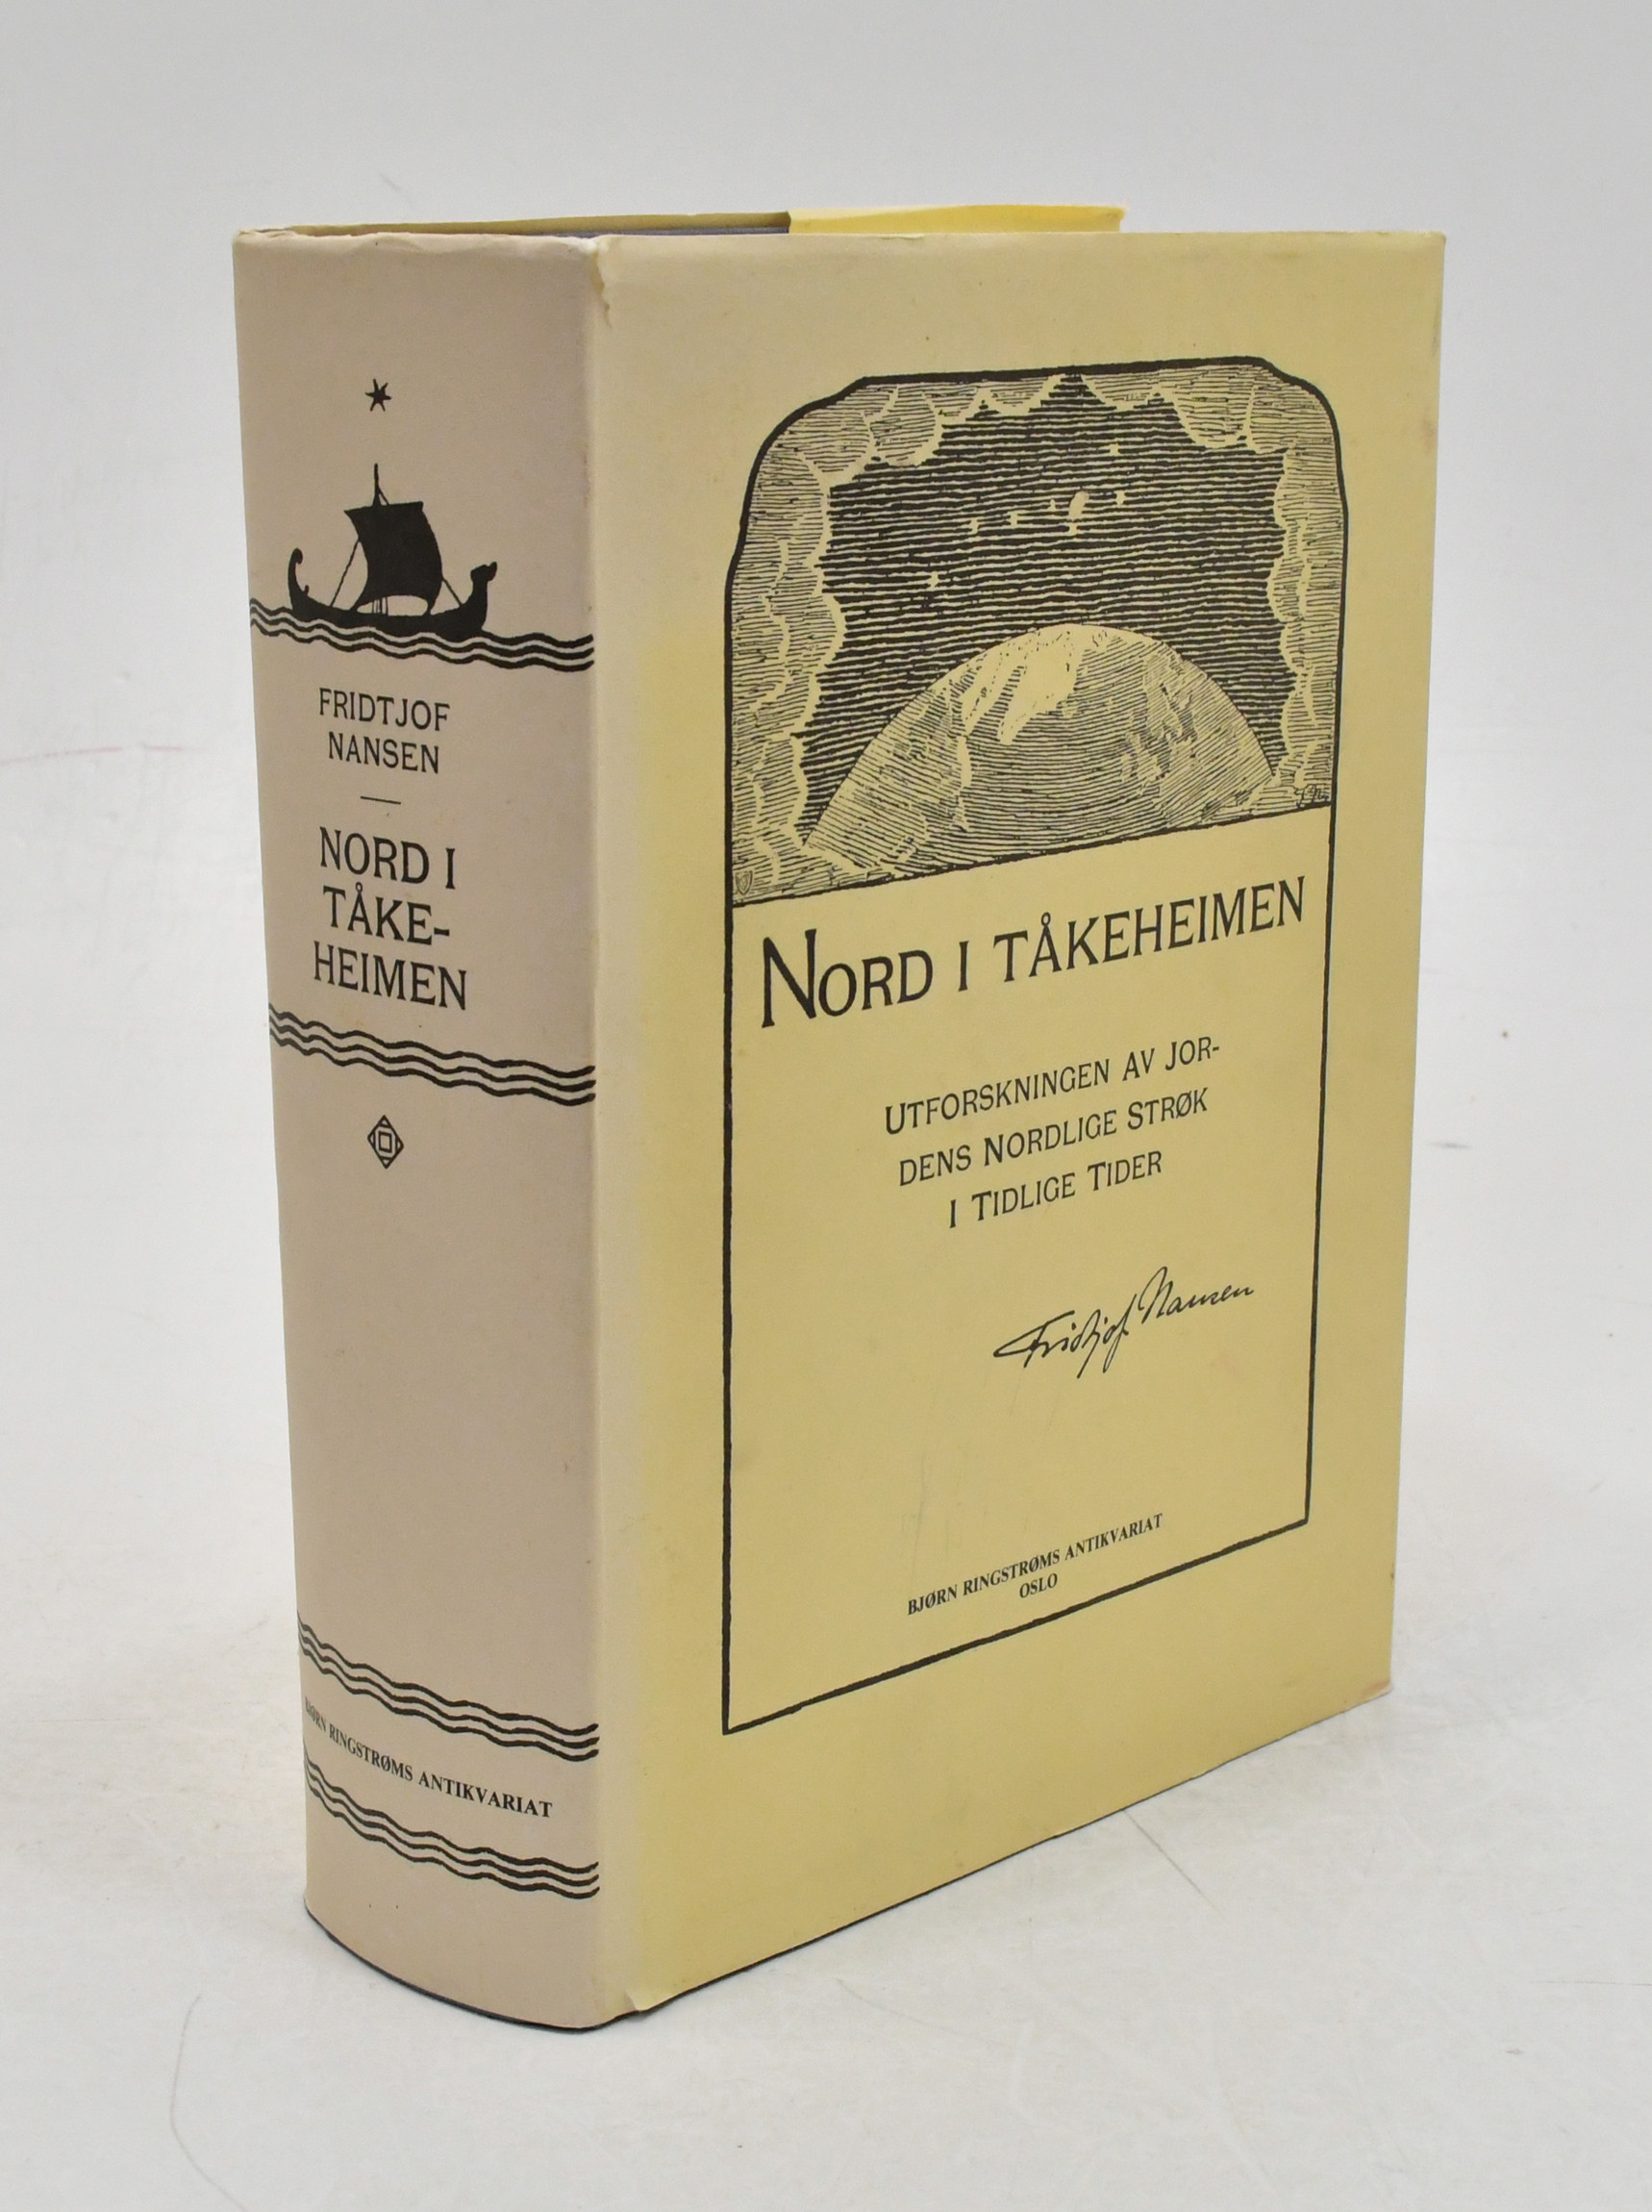 FRIDTJOF
NANSEN
NORD I
TÅKE-
HEIMEN
BJØRN RINGSTRØMS ANTIKVARIAT
NORD I TÅKEHEIMEN
UTFORSKNINGEN AV JOR-
DENS NORDLIGE STRØK
I TIDLIGE TIDER
Fridtjof Nansen
BJØRN RINGSTRØMS ANTIKVARIAT
OSLO